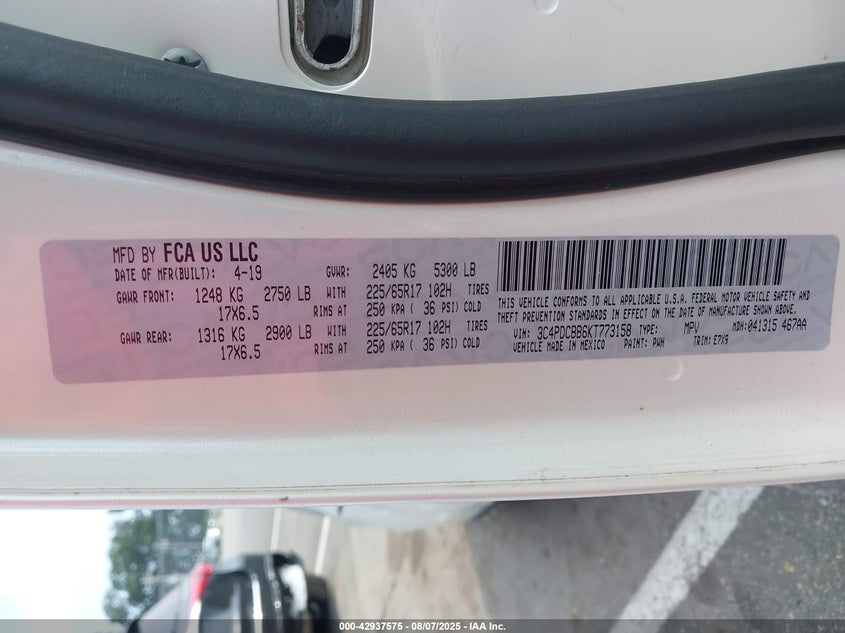 MFD BY FCA US LLC
DATE OF MFR(BUILT): 4-19 GVWR: 2405 KG 5300 LB
GAWR FRONT: 1248 KG 2750 LB WITH 225/65R17 102H TIRES
17X6.5 RIMS AT 250 KPA ( 36 PSI) COLD
GAWR REAR: 1316 KG 2900 LB WITH 225/65R17 102H TIRES
17X6.5 RIMS AT 250 KPA ( 36 PSI) COLD
THIS VEHICLE CONFORMS TO ALL APPLICABLE U.S.A. FEDERAL MOTOR VEHICLE SAFETY AND
THEFT PREVENTION STANDARDS IN EFFECT ON THE DATE OF MANUFACTURE SHOWN ABOVE.
VIN: 3C4PDCBB6KT773158 TYPE: MPV MDH: 041315 467AA
VEHICLE MADE IN MEXICO PAINT: PWH TRIM: E7X9
000-42937575 - 08/07/2025 - IAA Inc.